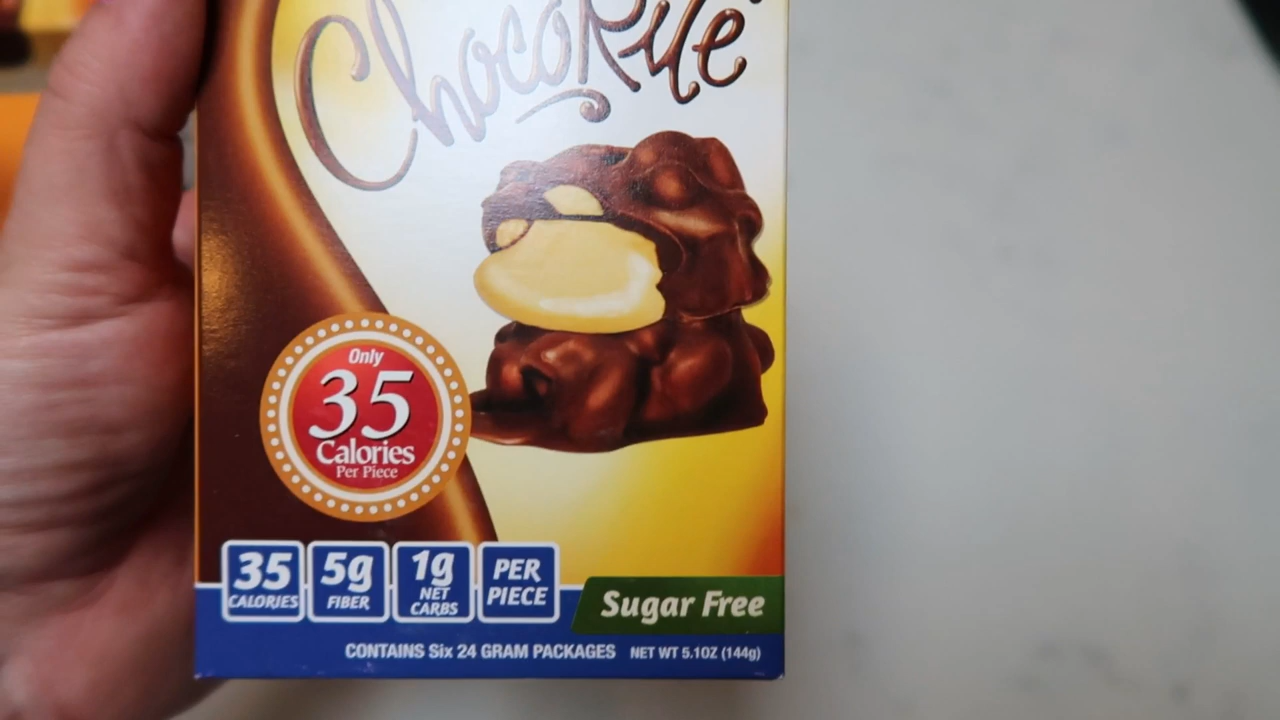 ChocoRite
Only
35
Calories
Per Piece
35
CALORIES
5g
FIBER
1g
NET
CARBS
PER
PIECE
Sugar Free
CONTAINS Six 24 GRAM PACKAGES NET WT 5.1OZ (144g)